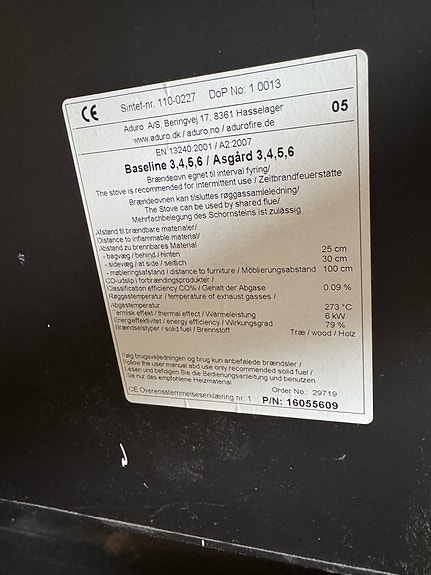 CE Sintef-nr. 110-0227 DoP No: 1 0013
Aduro A/S, Beringvej 17, 8361 Hasselager
www.aduro.dk / aduro.no / adurofire.de
05
EN 13240:2001 / A2:2007
Baseline 3,4,5,6 / Asgård 3,4,5,6
Brændeovn egnet til interval fyring/
The stove is recommended for intermittent use / Zeitbrandfeuerstätte
Brændeovnen kan tilsluttes røggassamleledning/
The Stove can be used by shared flue/
Mehrfachbelegung des Schornsteins ist zulässig
Afstand til brændbare materialer/
Distance to inflammable material/
Abstand zu brennbares Material
- bagvæg / behind / hinten 25 cm
- sidevæg / at side / seitlich 30 cm
- møbleringsafstand / distance to furniture / Möblierungsabstand 100 cm
CO-udslip i forbrændingsprodukter /
Classification efficiency CO% / Gehalt der Abgase 0.09 %
Røggastemperatur / temperature of exhaust gasses /
Abgastemperatur 273 °C
Termisk effekt / thermal effect / Wärmeleistung 6 kW
Energieffektivitet / energy efficiency / Wirkungsgrad 79 %
Brændselstyper / solid fuel / Brennstoff Træ / wood / Holz
Følg brugsvejledningen og brug kun anbefalede brændsler /
Follow the user manual abd use only recommended solid fuel /
Lesen und befolgen Sie die Bedienungsanleitung und benutzen
Sie nur das empfohlene Heizmaterial
CE Overensstemmelseserklæring nr. 1 Order No.: 29719
P/N: 16055609